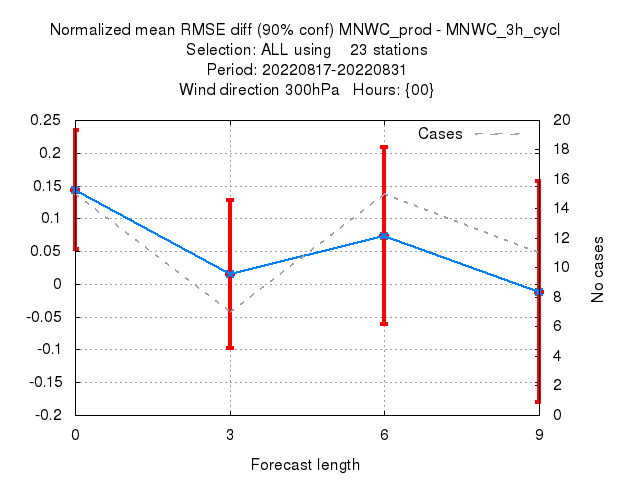 Normalized mean RMSE diff (90% conf) MNWC_prod - MNWC_3h_cycl
Selection: ALL using    23 stations
Period: 20220817-20220831
Wind direction 300hPa   Hours: {00}
Cases
0.25
0.2
0.15
0.1
0.05
0
-0.05
-0.1
-0.15
-0.2
20
18
16
14
12
10
8
6
4
2
0
No cases
0 3 6 9
Forecast length